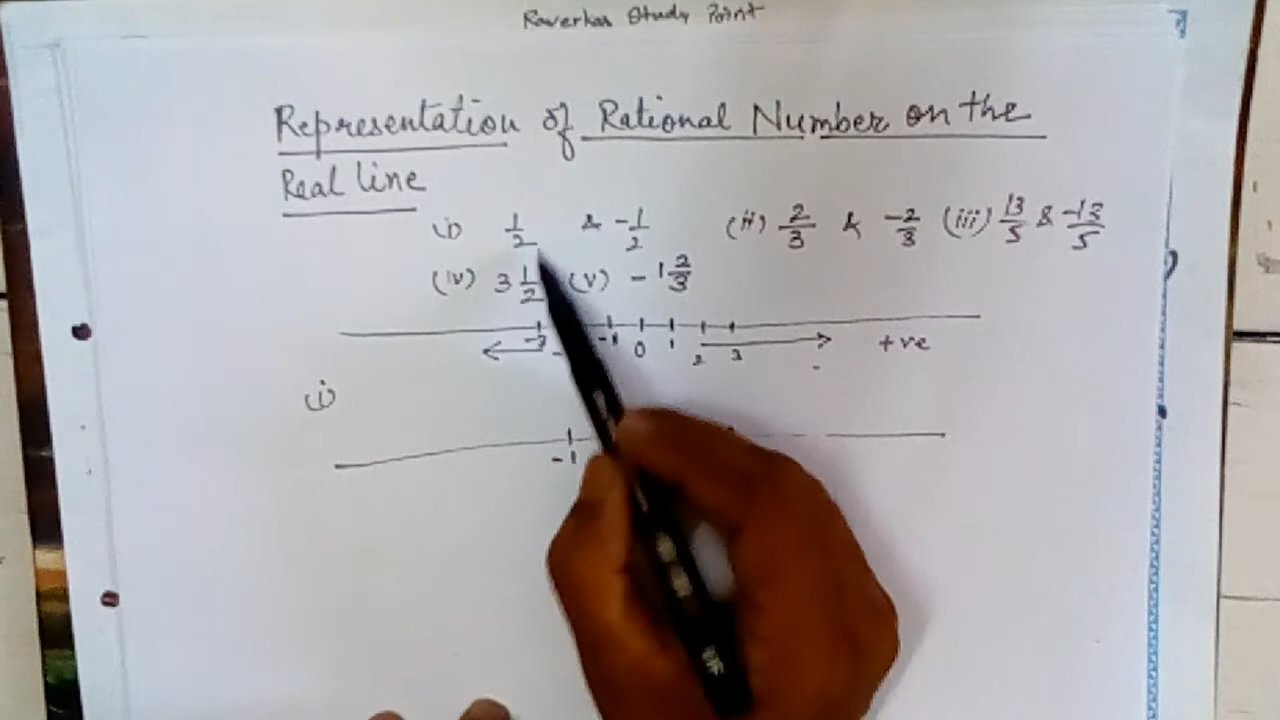 Raverkar Study Point
Representation of Rational Number on the
Real line
(i) 1/2 & -1/2 (ii) 2/3 & -2/3 (iii) 13/5 & -13/5
(iv) 3 1/2 (v) - 1 2/3
-3 - -1 0 1 2 3 +ve
(i)
-1